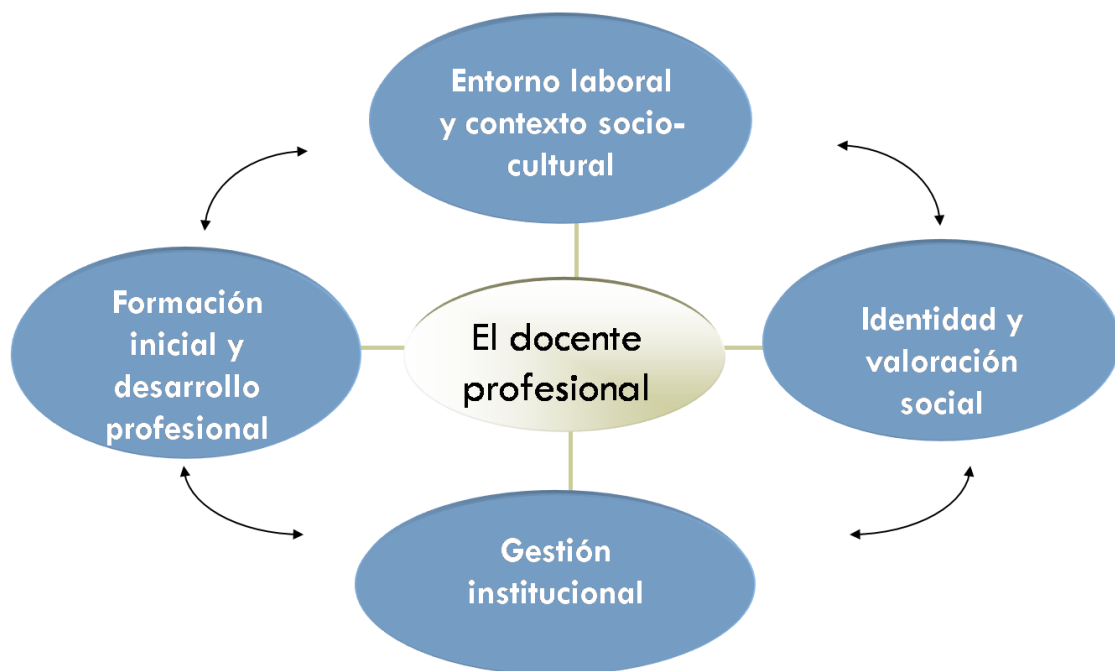 Entorno laboral
y contexto socio-
cultural
Formación
inicial y
desarrollo
profesional
El docente
profesional
Identidad y
valoración
social
Gestión
institucional